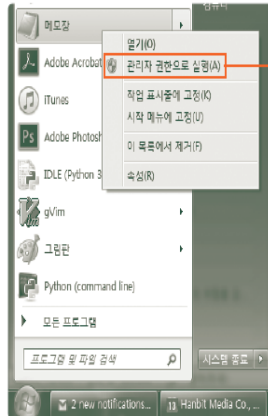 컴퓨터
메모장
열기(O)
Adobe Acrobat
관리자 권한으로 실행(A)
iTunes
작업 표시줄에 고정(K)
시작 메뉴에 고정(U)
Adobe Photosh
이 목록에서 제거(F)
IDLE (Python 3
속성(R)
gVim
그림판
Python (command line)
모든 프로그램
프로그램 및 파일 검색
시스템 종료
2 new notifications...
Hanbit Media Co., ...